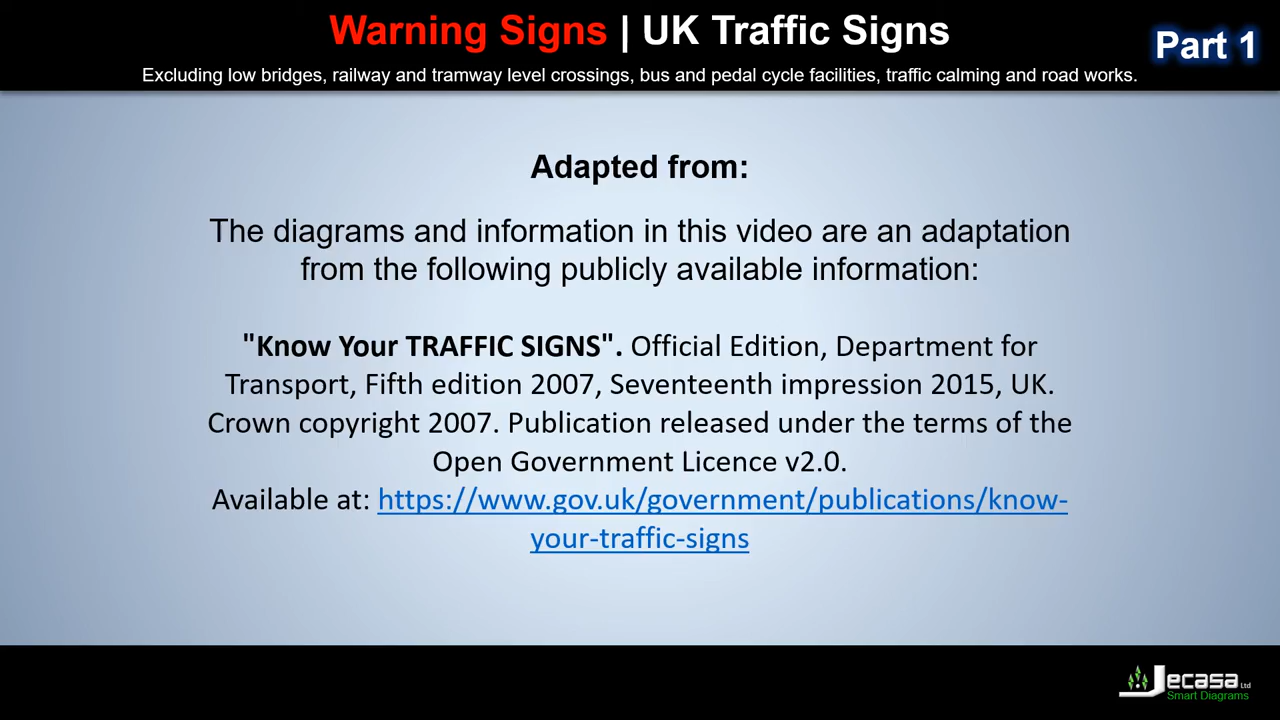 Warning Signs | UK Traffic Signs
Part 1
Excluding low bridges, railway and tramway level crossings, bus and pedal cycle facilities, traffic calming and road works.
Adapted from:
The diagrams and information in this video are an adaptation
from the following publicly available information:
"Know Your TRAFFIC SIGNS". Official Edition, Department for
Transport, Fifth edition 2007, Seventeenth impression 2015, UK.
Crown copyright 2007. Publication released under the terms of the
Open Government Licence v2.0.
Available at: https://www.gov.uk/government/publications/know-
your-traffic-signs
Jecasa Ltd
Smart Diagrams